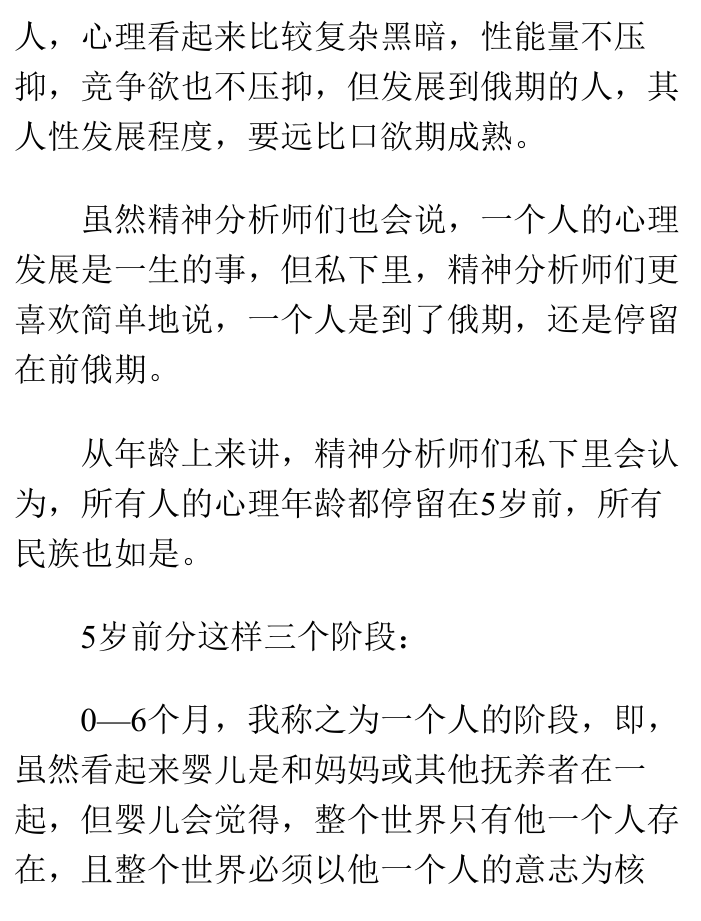 人，心理看起来比较复杂黑暗，性能量不压
抑，竞争欲也不压抑，但发展到俄期的人，其
人性发展程度，要远比口欲期成熟。
虽然精神分析师们也会说，一个人的心理
发展是一生的事，但私下里，精神分析师们更
喜欢简单地说，一个人是到了俄期，还是停留
在前俄期。
从年龄上来讲，精神分析师们私下里会认
为，所有人的心理年龄都停留在5岁前，所有
民族也如是。
5岁前分这样三个阶段：
0—6个月，我称之为一个人的阶段，即，
虽然看起来婴儿是和妈妈或其他抚养者在一
起，但婴儿会觉得，整个世界只有他一个人存
在，且整个世界必须以他一个人的意志为核